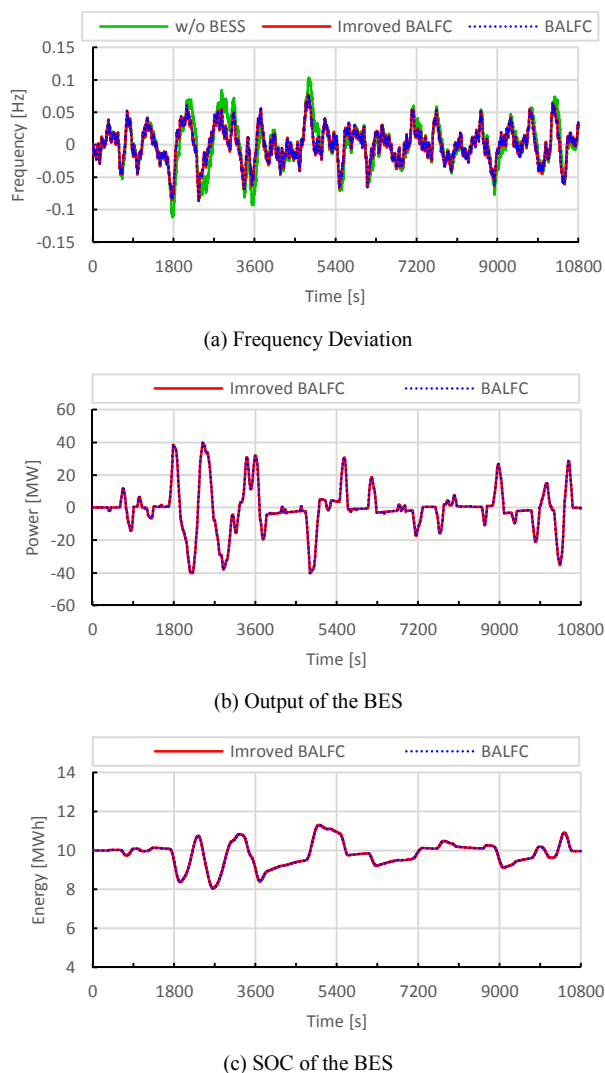 w/o BESS Imroved BALFC BALFC
0.15
0.1
0.05
0
-0.05
-0.1
-0.15
Frequency [Hz]
0 1800 3600 5400 7200 9000 10800
Time [s]
(a) Frequency Deviation
Imroved BALFC BALFC
60
40
20
0
-20
-40
-60
Power [MW]
0 1800 3600 5400 7200 9000 10800
Time [s]
(b) Output of the BES
Imroved BALFC BALFC
14
12
10
8
6
4
Energy [MWh]
0 1800 3600 5400 7200 9000 10800
Time [s]
(c) SOC of the BES